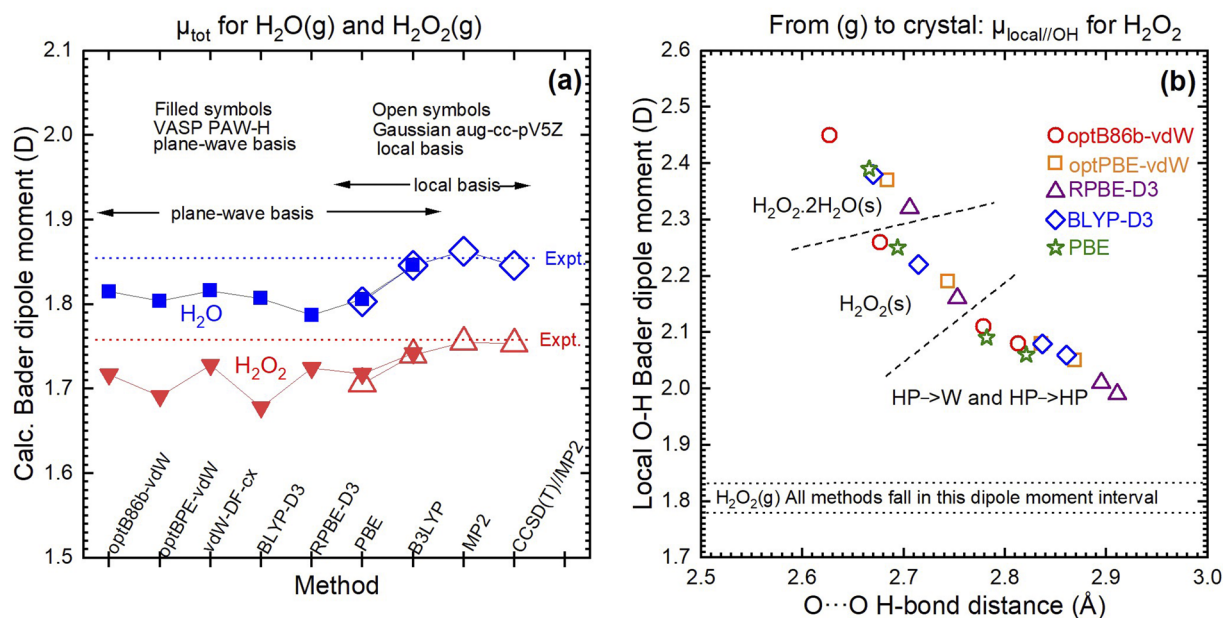 μtot for H2O(g) and H2O2(g)
(a)
Filled symbols
VASP PAW-H
plane-wave basis
Open symbols
Gaussian aug-cc-pV5Z
local basis
local basis
plane-wave basis
Expt.
H2O
Expt.
H2O2
Calc. Bader dipole moment (D)
2.1
2.0
1.9
1.8
1.7
1.6
1.5
optB86b-vdW
optBPE-vdW
vdW-DF-cx
BLYP-D3
RPBE-D3
PBE
B3LYP
MP2
CCSD(T)//MP2
Method
From (g) to crystal: μlocal//OH for H2O2
(b)
optB86b-vdW
optPBE-vdW
RPBE-D3
BLYP-D3
PBE
H2O2.2H2O(s)
H2O2(s)
HP->W and HP->HP
H2O2(g) All methods fall in this dipole moment interval
Local O-H Bader dipole moment (D)
2.6
2.5
2.4
2.3
2.2
2.1
2.0
1.9
1.8
1.7
2.5 2.6 2.7 2.8 2.9 3.0
O···O H-bond distance (Å)